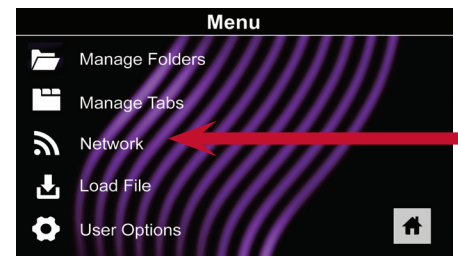 Menu
Manage Folders
Manage Tabs
Network
Load File
User Options